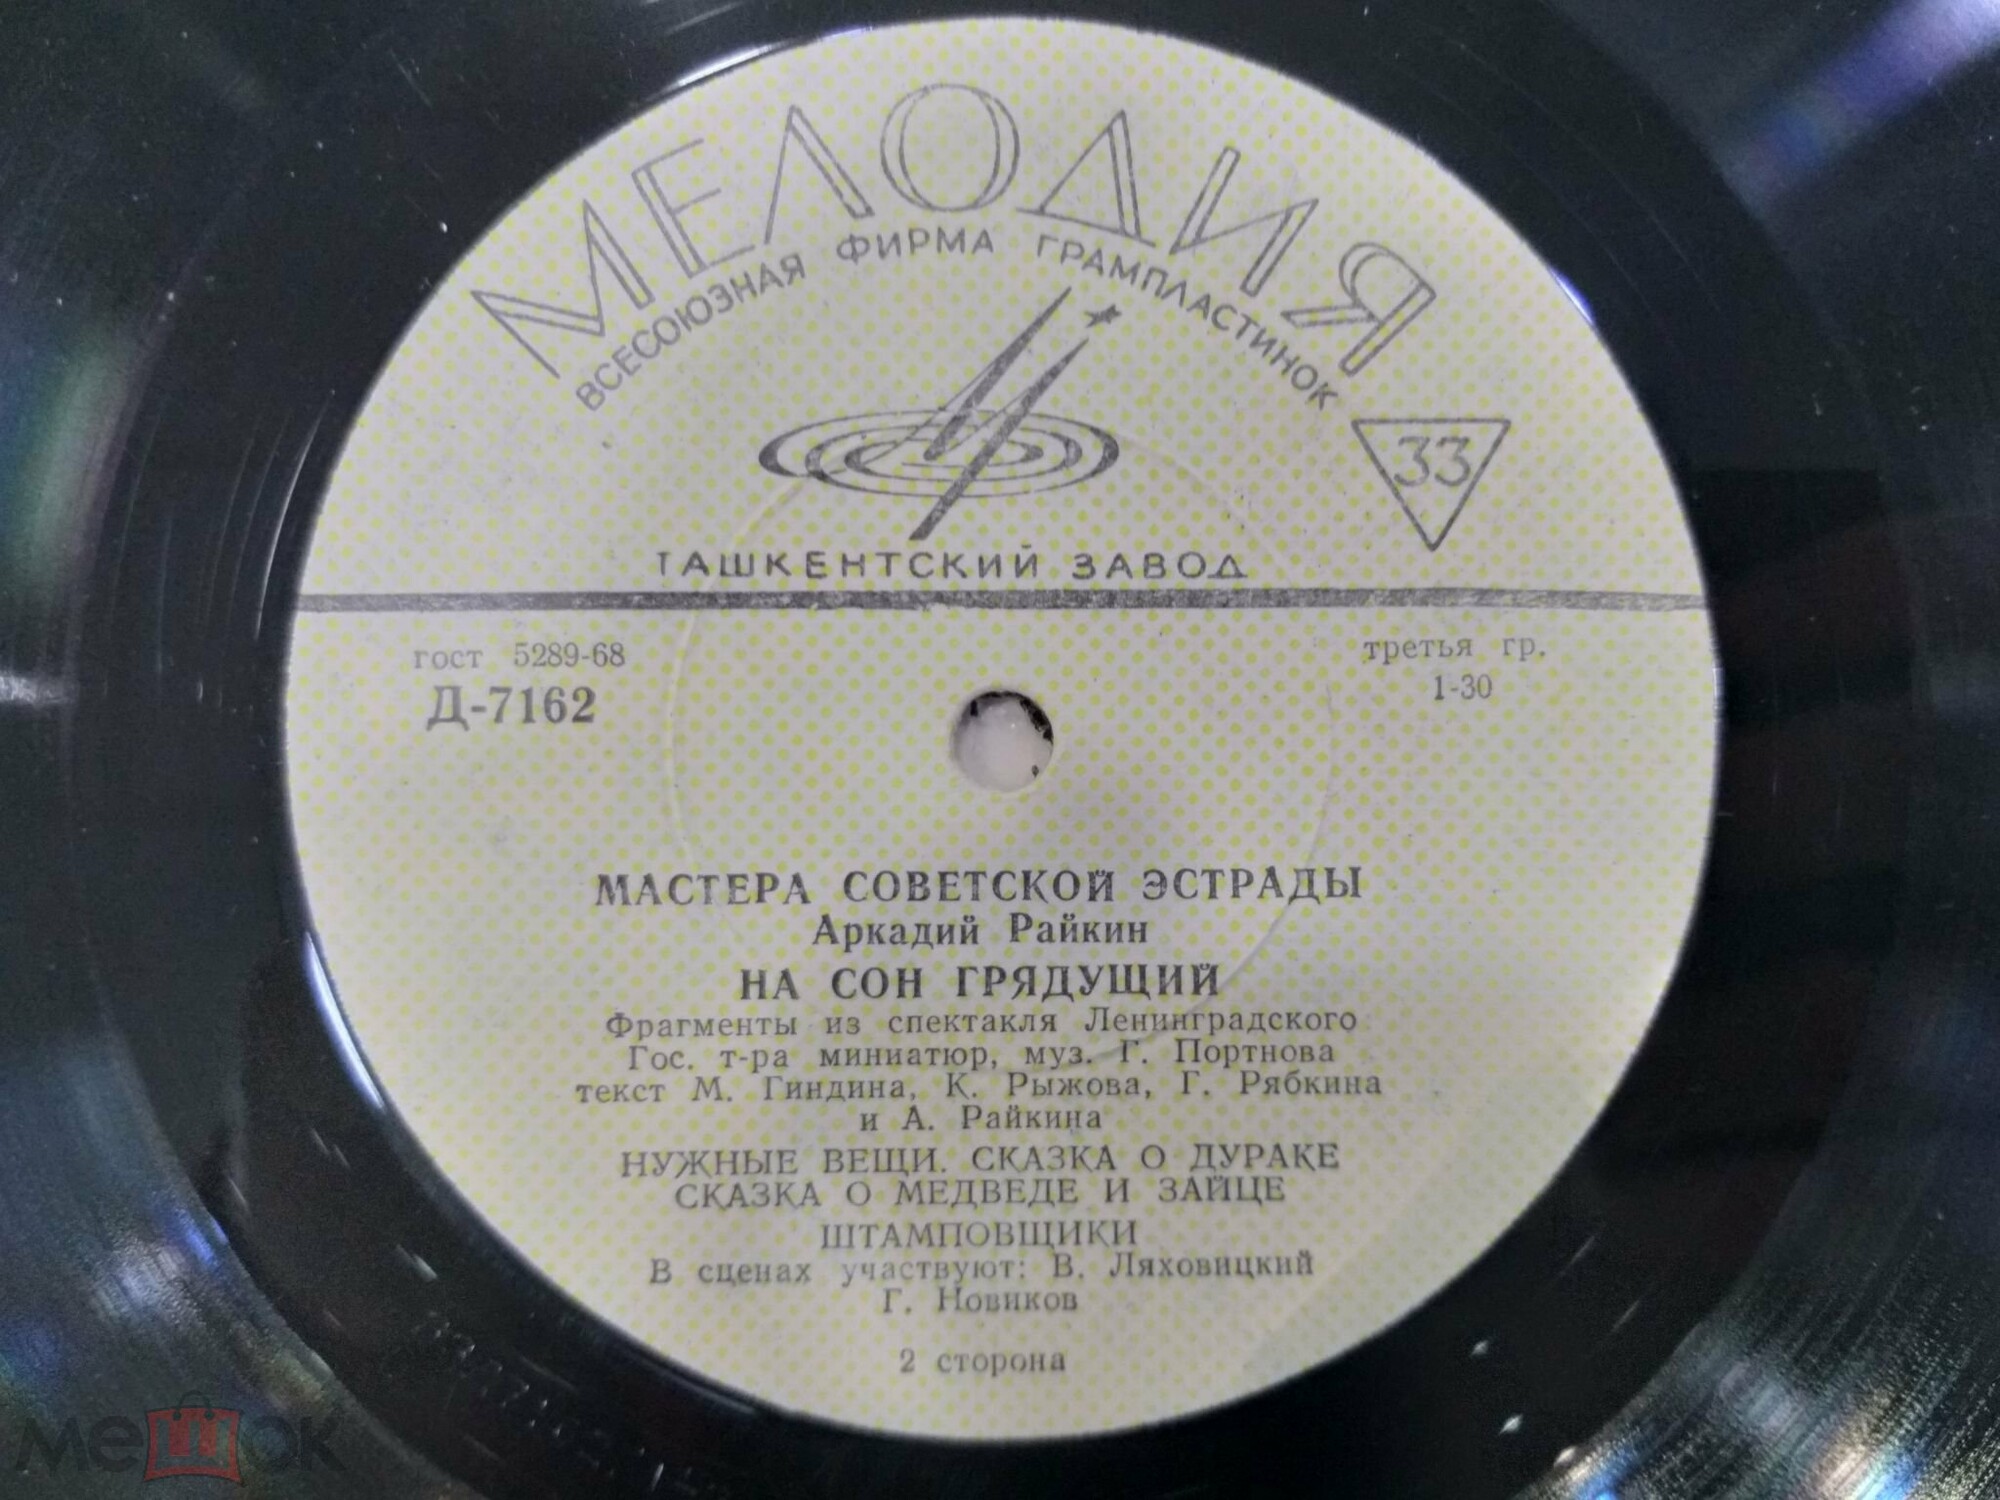 МЕЛОДИЯ
ВСЕСОЮЗНАЯ ФИРМА ГРАМПЛАСТИНОК
33
ТАШКЕНТСКИЙ ЗАВОД
гост 5289-68
третья гр.
Д-7162
1-30
МАСТЕРА СОВЕТСКОЙ ЭСТРАДЫ
Аркадий Райкин
НА СОН ГРЯДУЩИЙ
Фрагменты из спектакля Ленинградского
Гос. т-ра миниатюр, муз. Г. Портнова
текст М. Гиндина, К. Рыжова, Г. Рябкина
и А. Райкина
НУЖНЫЕ ВЕЩИ. СКАЗКА О ДУРАКЕ
СКАЗКА О МЕДВЕДЕ И ЗАЙЦЕ
ШТАМПОВЩИКИ
В сценах участвуют: В. Ляховицкий
Г. Новиков
2 сторона
мешок